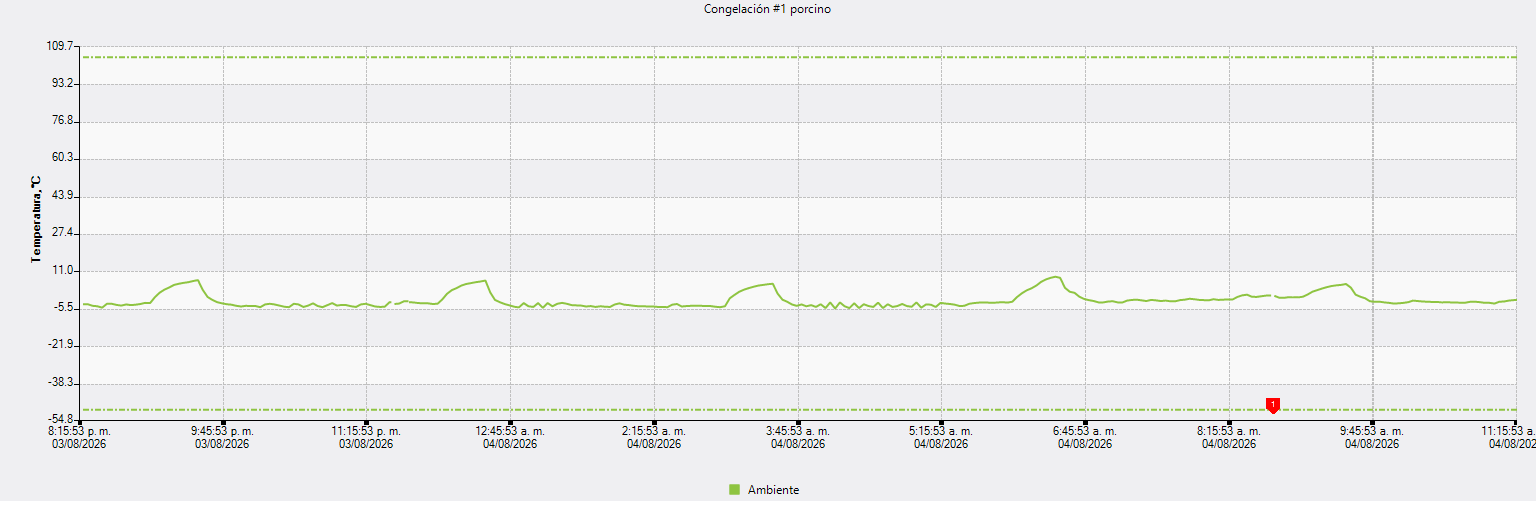 Congelación #1 porcino
Temperatura, °C
109.7
93.2
76.8
60.3
43.9
27.4
11.0
-5.5
-21.9
-38.3
-54.8
1
8:15:53 p. m. 9:45:53 p. m. 11:15:53 p. m. 12:45:53 a. m. 2:15:53 a. m. 3:45:53 a. m. 5:15:53 a. m. 6:45:53 a. m. 8:15:53 a. m. 9:45:53 a. m. 11:15:53 a.
03/08/2026 03/08/2026 03/08/2026 04/08/2026 04/08/2026 04/08/2026 04/08/2026 04/08/2026 04/08/2026 04/08/2026 04/08/202
Ambiente